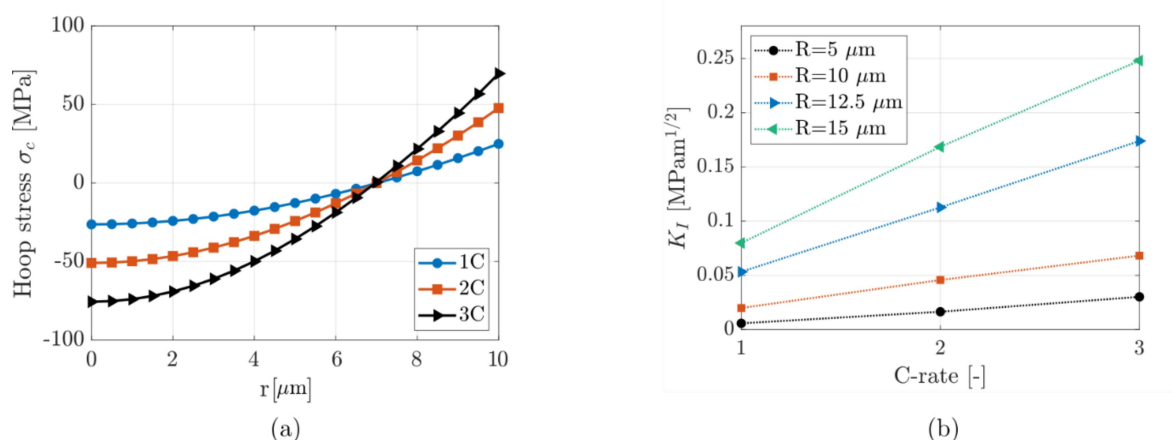 100
50
0
-50
-100
Hoop stress σ_c [MPa]
1C
2C
3C
0 2 4 6 8 10
r[μm]
(a)
R=5 μm
R=10 μm
R=12.5 μm
R=15 μm
0.25
0.2
0.15
0.1
0.05
0
K_I [MPam^{1/2}]
1 2 3
C-rate [-]
(b)